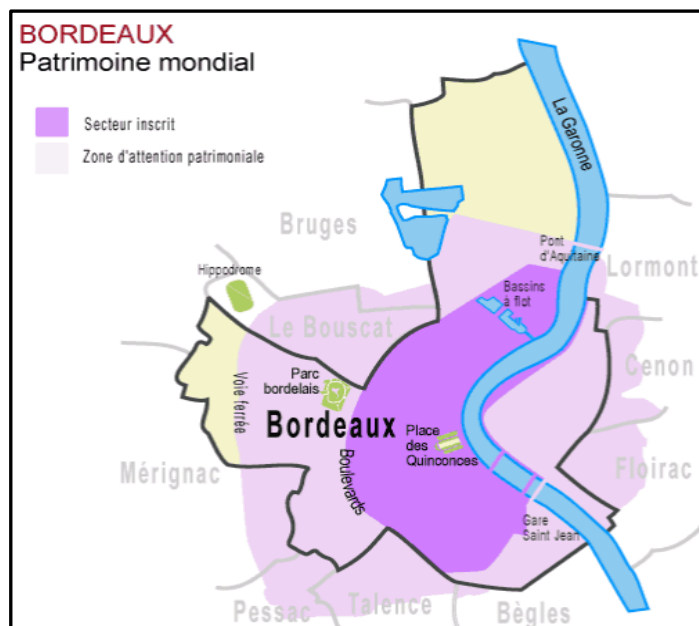 BORDEAUX
Patrimoine mondial
Secteur inscrit
Zone d'attention patrimoniale
La Garonne
Bruges
Pont
d'Aquitaine
Lormont
Hippodrome
Bassins
à flot
Le Bouscat
Cenon
Parc
bordelais
Voie ferrée
Bordeaux
Place
des
Quinconces
Mérignac
Boulevards
Floirac
Gare
Saint Jean
Pessac
Talence
Bègles